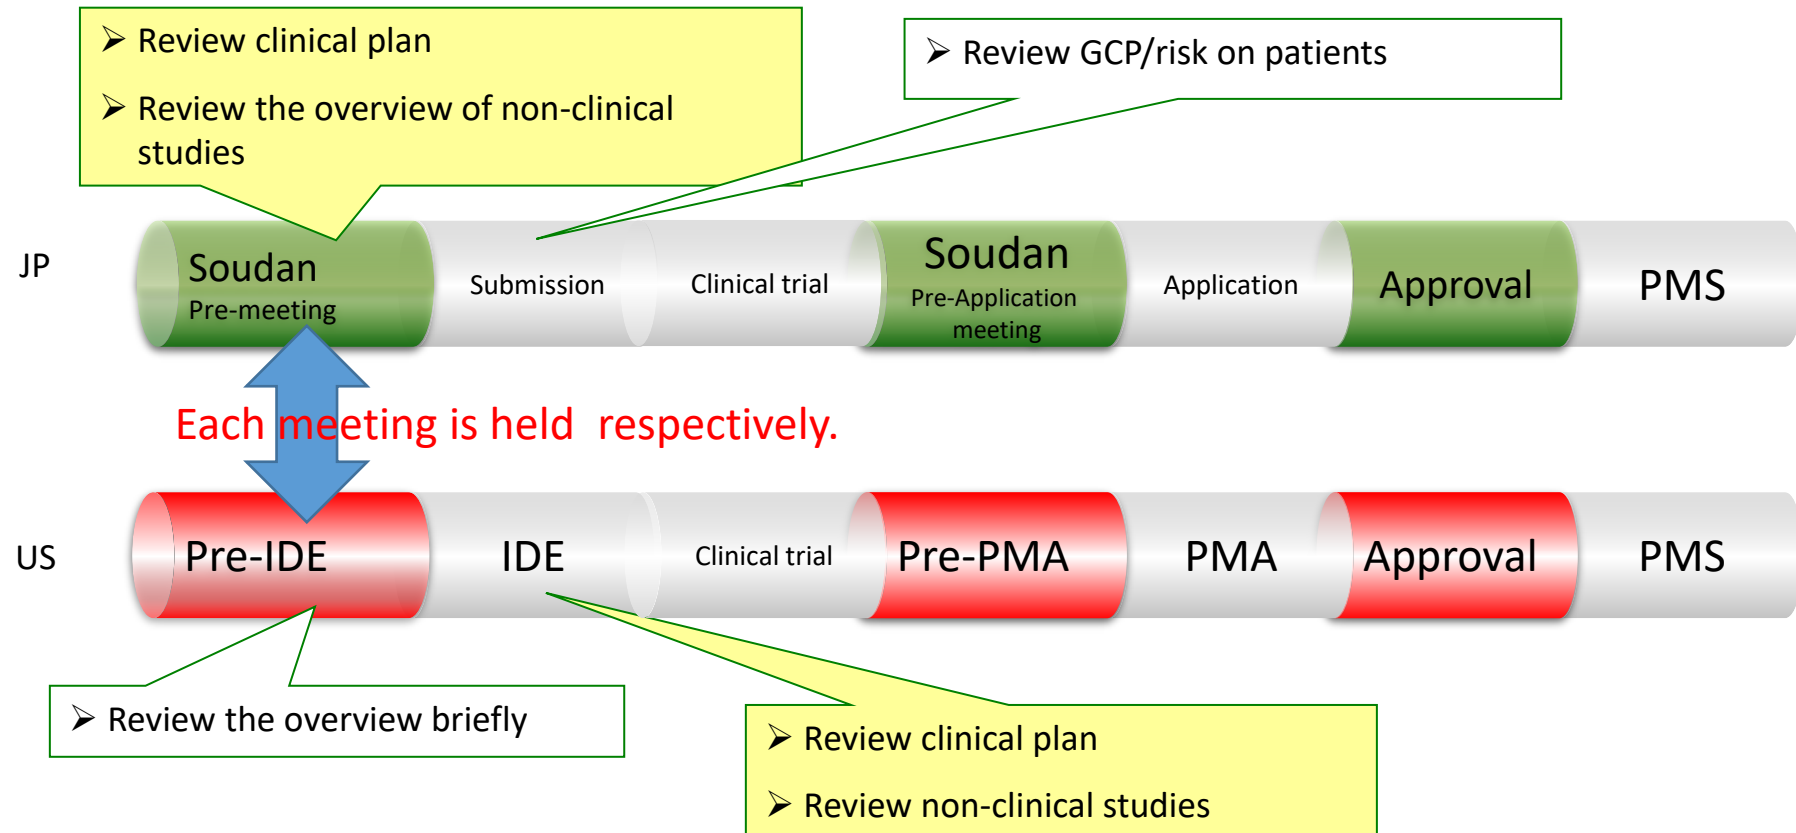 ➢ Review clinical plan
➢ Review the overview of non-clinical
studies
➢ Review GCP/risk on patients
JP
Soudan
Pre-meeting
Submission
Clinical trial
Soudan
Pre-Application
meeting
Application
Approval
PMS
Each meeting is held respectively.
US
Pre-IDE
IDE
Clinical trial
Pre-PMA
PMA
Approval
PMS
➢ Review the overview briefly
➢ Review clinical plan
➢ Review non-clinical studies